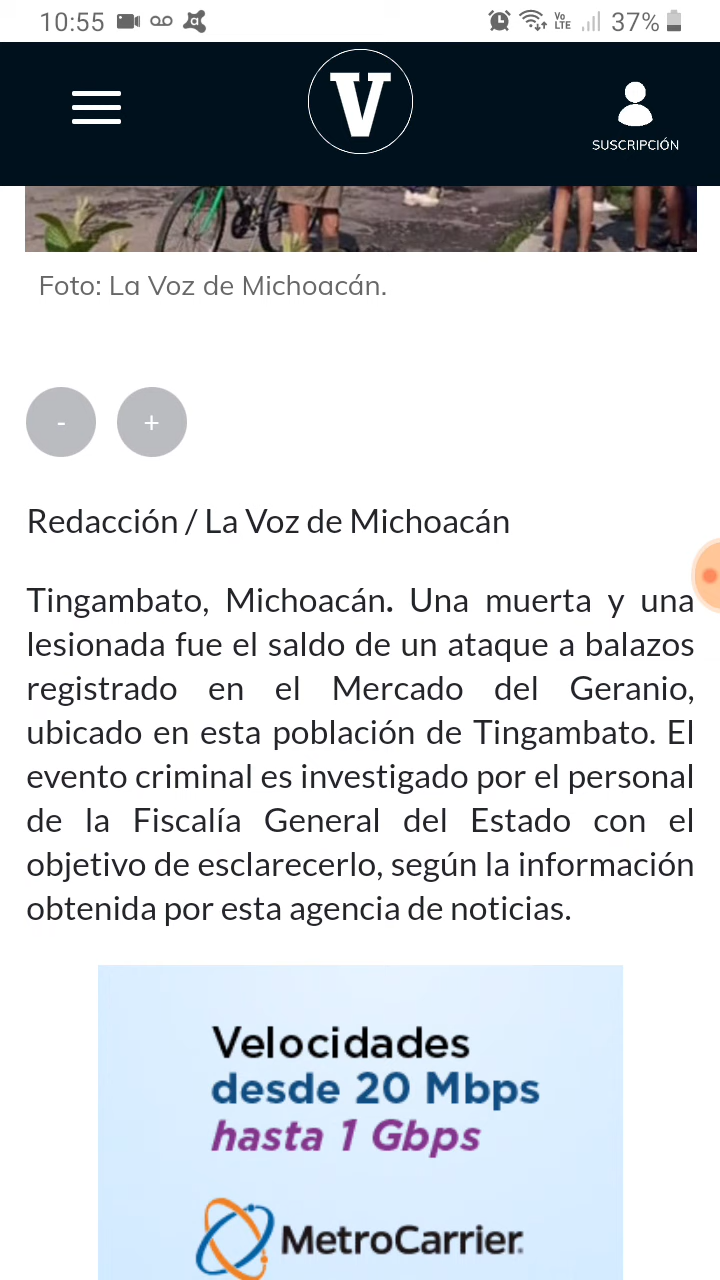 10:55
Vo
LTE
37%
V
SUSCRIPCIÓN
Foto: La Voz de Michoacán.
- +
Redacción / La Voz de Michoacán
Tingambato, Michoacán. Una muerta y una
lesionada fue el saldo de un ataque a balazos
registrado en el Mercado del Geranio,
ubicado en esta población de Tingambato. El
evento criminal es investigado por el personal
de la Fiscalía General del Estado con el
objetivo de esclarecerlo, según la información
obtenida por esta agencia de noticias.
Velocidades
desde 20 Mbps
hasta 1 Gbps
MetroCarrier.